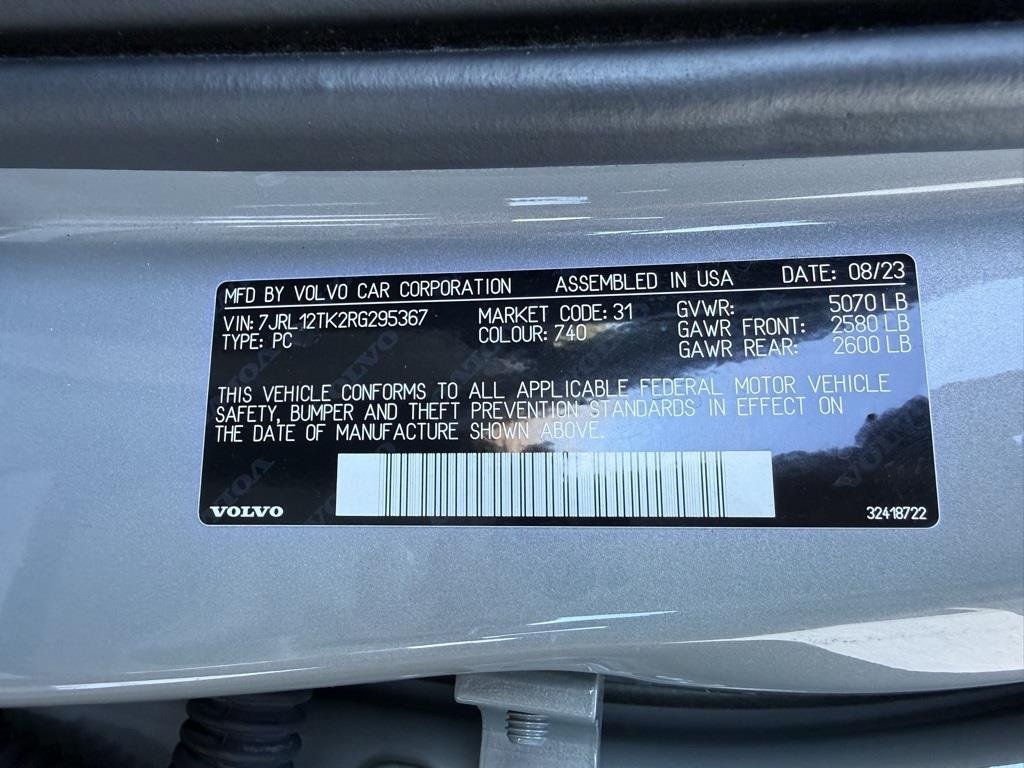 MFD BY VOLVO CAR CORPORATION ASSEMBLED IN USA DATE: 08/23
VIN: 7JRL12TK2RG295367 MARKET CODE: 31 GVWR: 5070 LB
TYPE: PC COLOUR: 740 GAWR FRONT: 2580 LB
GAWR REAR: 2600 LB
THIS VEHICLE CONFORMS TO ALL APPLICABLE FEDERAL MOTOR VEHICLE
SAFETY, BUMPER AND THEFT PREVENTION STANDARDS IN EFFECT ON
THE DATE OF MANUFACTURE SHOWN ABOVE.
VOLVO 32418722